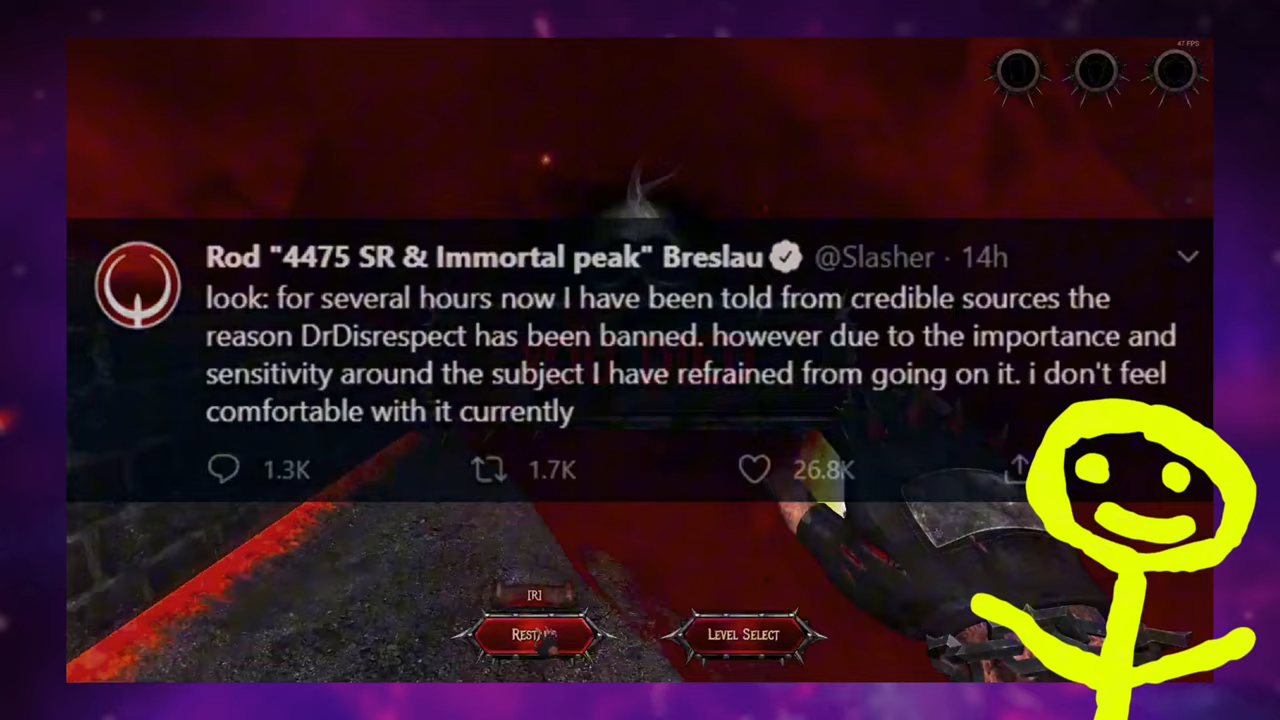 47 FPS
Rod "4475 SR & Immortal peak" Breslau @Slasher · 14h
look: for several hours now I have been told from credible sources the
reason DrDisrespect has been banned. however due to the importance and
sensitivity around the subject I have refrained from going on it. i don't feel
comfortable with it currently
1.3K 1.7K 26.8K
[R]
LEVEL SELECT